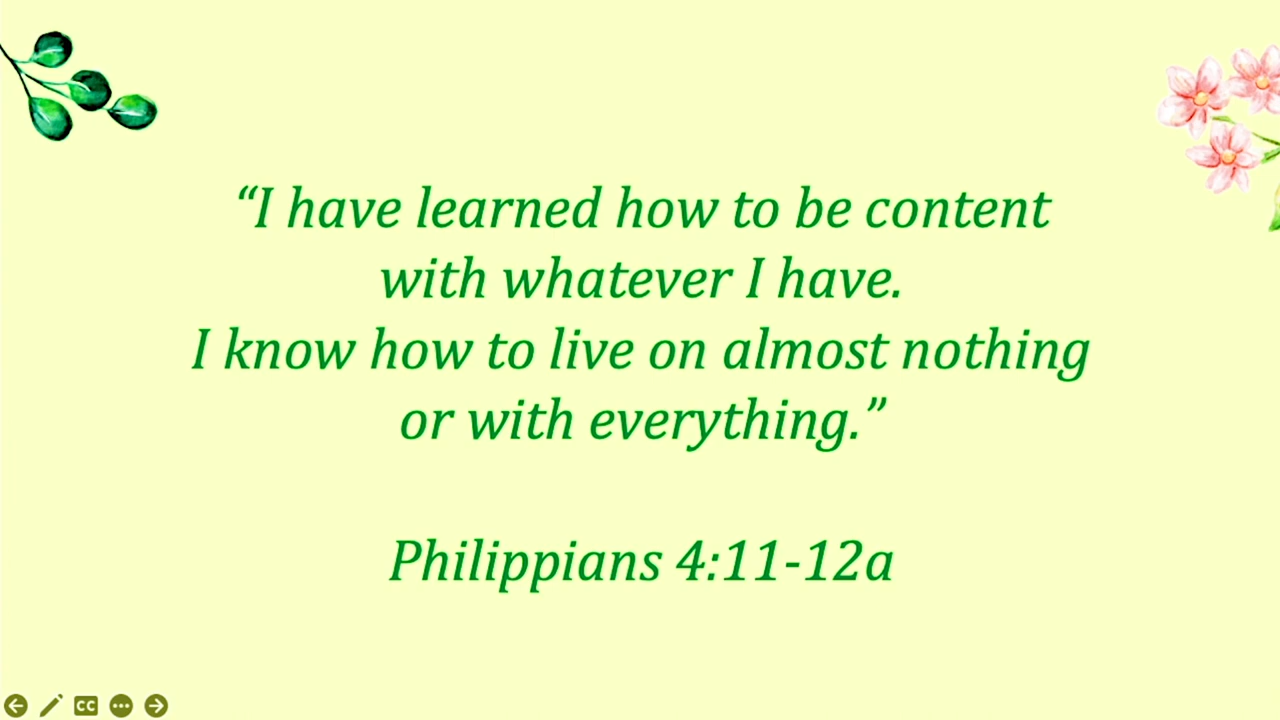 “I have learned how to be content
with whatever I have.
I know how to live on almost nothing
or with everything.”
Philippians 4:11-12a
CC